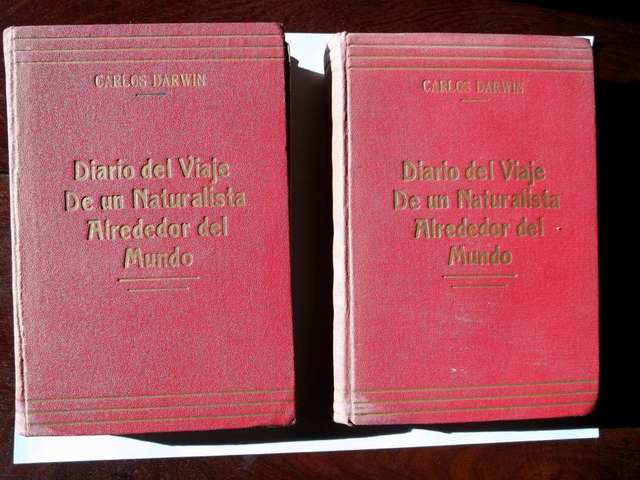 CARLOS DARWIN
Diario del Viaje
De un Naturalista
Alrededor del
Mundo
CARLOS DARWIN
Diario del Viaje
De un Naturalista
Alrededor del
Mundo